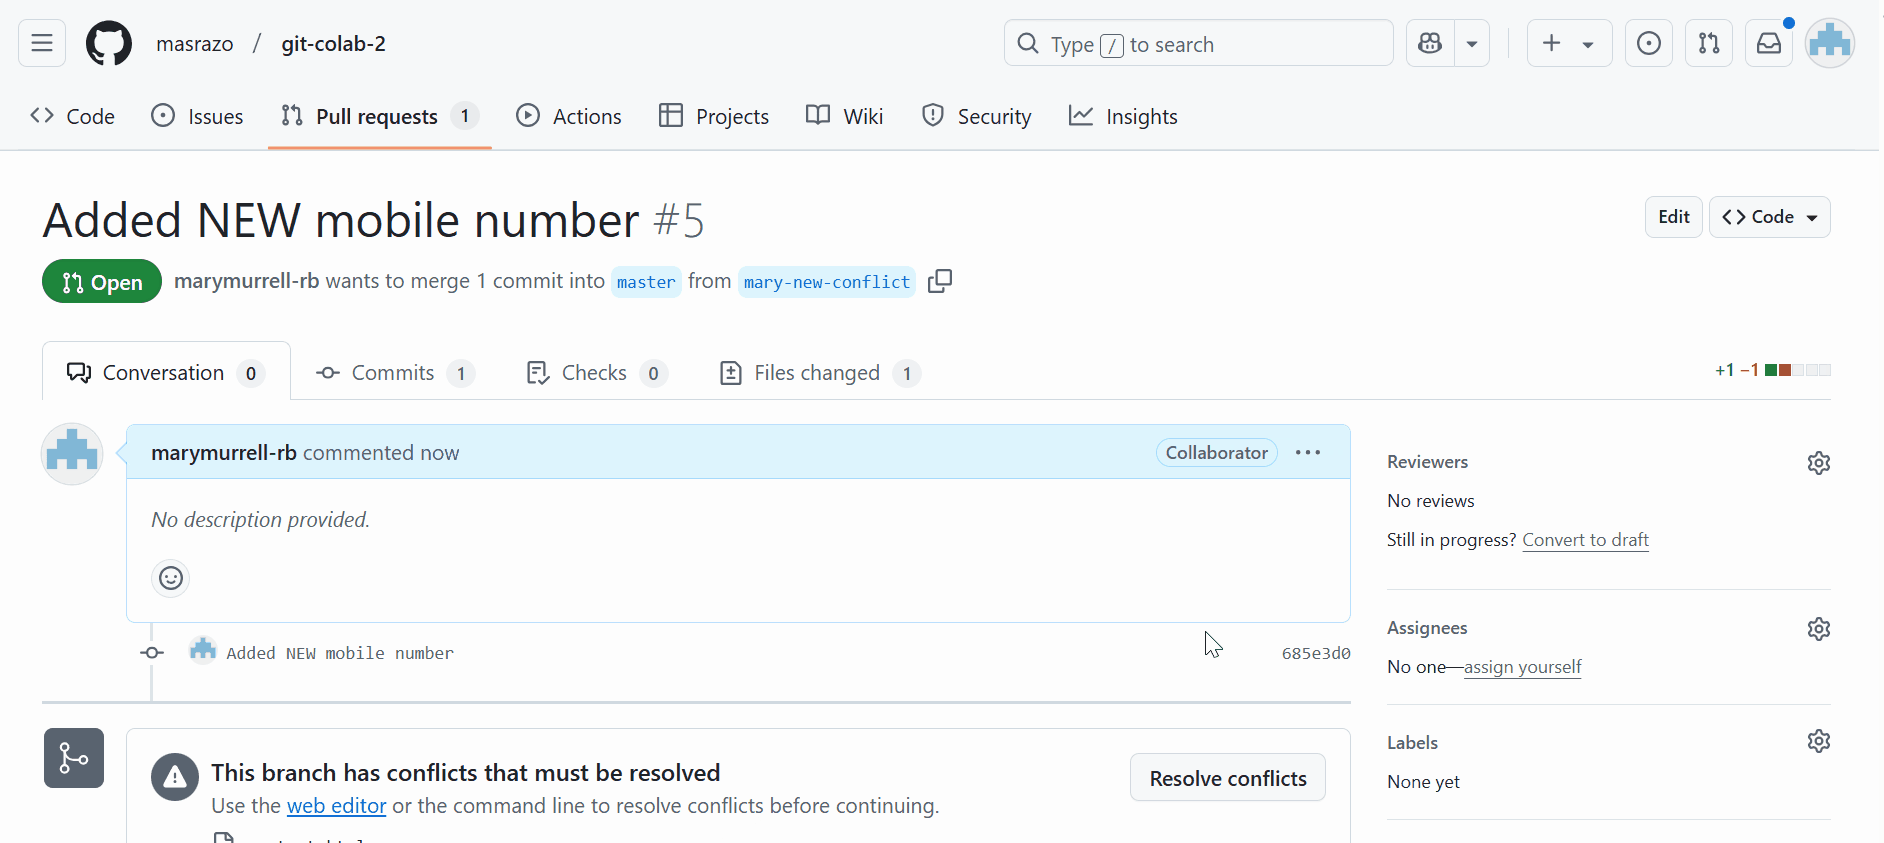 masrazo / git-colab-2
Type / to search
Code Issues Pull requests 1 Actions Projects Wiki Security Insights
Added NEW mobile number #5
Edit Code
Open marymurrell-rb wants to merge 1 commit into master from mary-new-conflict
Conversation 0 Commits 1 Checks 0 Files changed 1
+1 −1
marymurrell-rb commented now Collaborator
No description provided.
Added NEW mobile number 685e3d0
This branch has conflicts that must be resolved
Use the web editor or the command line to resolve conflicts before continuing.
Resolve conflicts
Reviewers
No reviews
Still in progress? Convert to draft
Assignees
No one—assign yourself
Labels
None yet